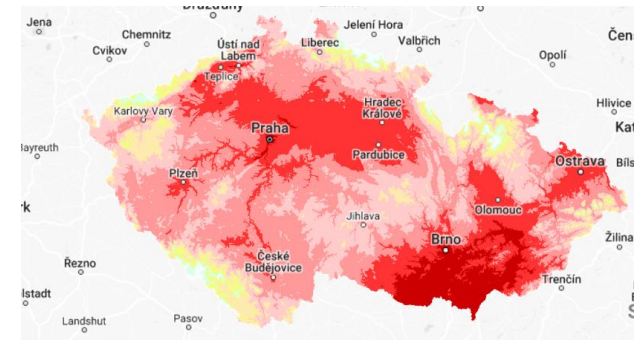 Drážďany
Jena
Chemnitz
Cvikov
Jelení Hora
Ústí nad
Labem
Liberec
Valbřich
Teplice
Opolí
Hlivice
Karlovy Vary
Hradec
Králové
Praha
Pardubice
Ostrava
Plzeň
Olomouc
Jihlava
Brno
Žilina
České
Budějovice
Řezno
Trenčín
Landshut
Pasov